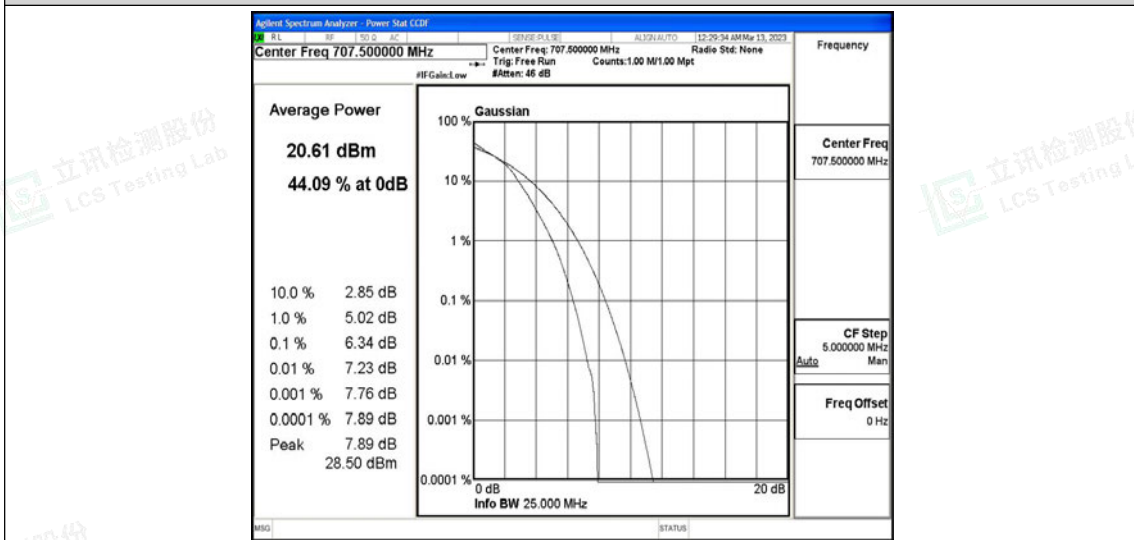 Agilent Spectrum Analyzer - Power Stat CCDF
RL RF 50 Ω AC SENSE:PULSE ALIGN AUTO 12:29:34 AM Mar 13, 2023
Center Freq 707.500000 MHz
Center Freq: 707.500000 MHz Radio Std: None
Trig: Free Run Counts:1.00 M/1.00 Mpt
#IFGain:Low #Atten: 46 dB
Frequency
Average Power
20.61 dBm
44.09 % at 0dB
10.0 % 2.85 dB
1.0 % 5.02 dB
0.1 % 6.34 dB
0.01 % 7.23 dB
0.001 % 7.76 dB
0.0001 % 7.89 dB
Peak 7.89 dB
28.50 dBm
Gaussian
100 %
10 %
1 %
0.1 %
0.01 %
0.001 %
0.0001 %
0 dB 20 dB
Info BW 25.000 MHz
Center Freq
707.500000 MHz
CF Step
5.000000 MHz
Auto Man
Freq Offset
0 Hz
MSG STATUS
立讯检测股份
LCS Testing Lab
立讯检测股份
LCS Testing L